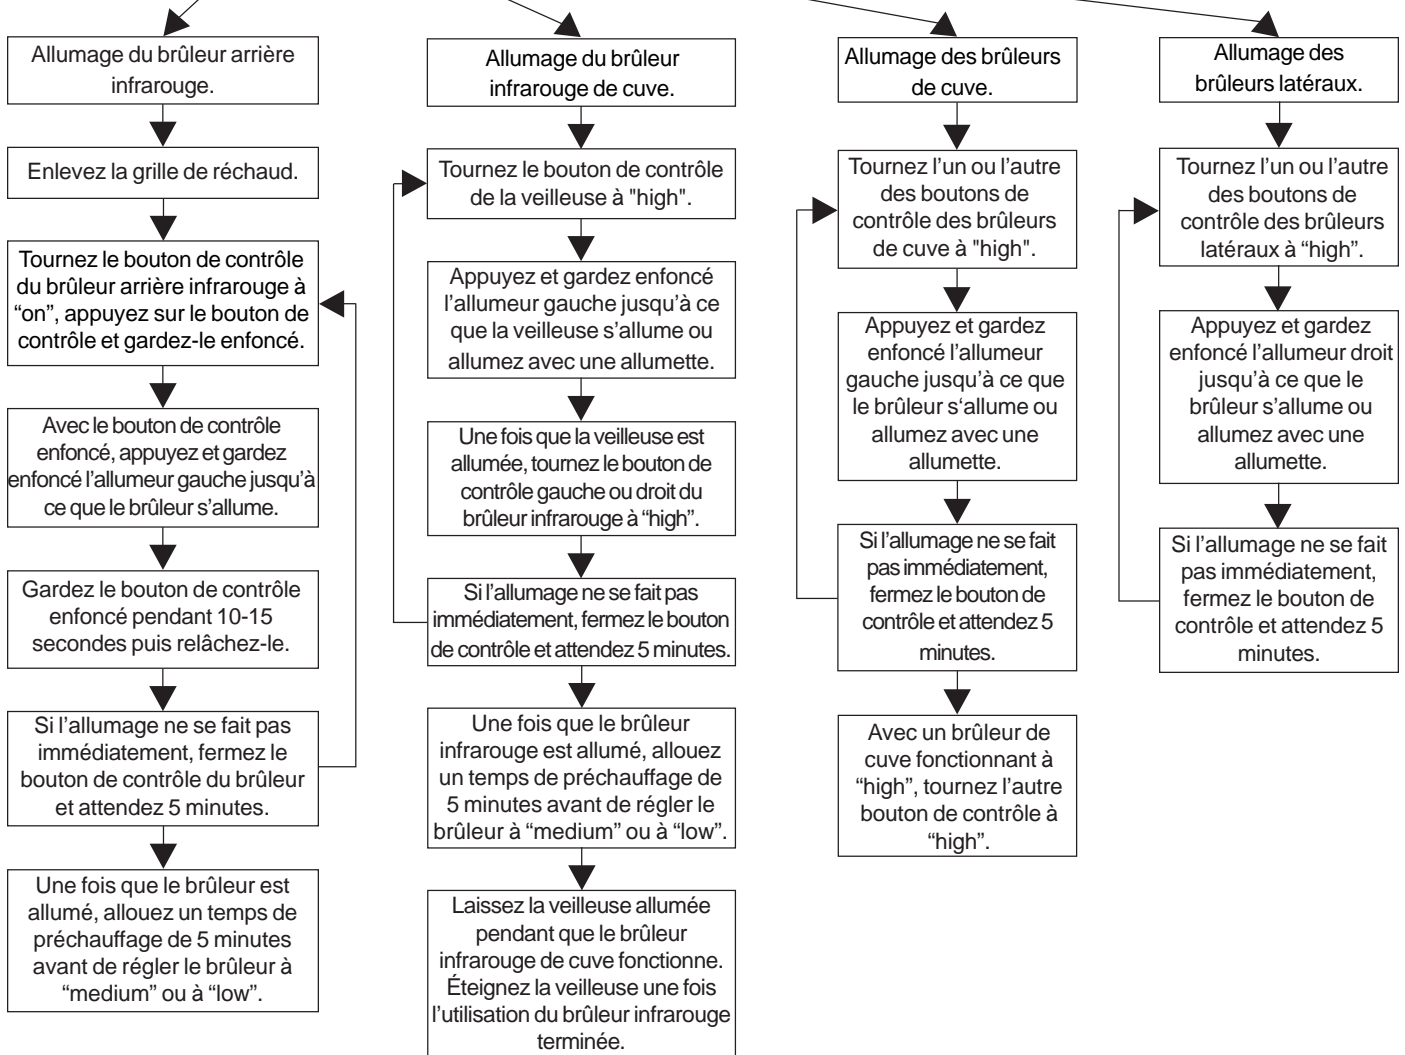 Allumage du brûleur arrière
infrarouge.
Enlevez la grille de réchaud.
Tournez le bouton de contrôle
du brûleur arrière infrarouge à
“on”, appuyez sur le bouton de
contrôle et gardez-le enfoncé.
Avec le bouton de contrôle
enfoncé, appuyez et gardez
enfoncé l’allumeur gauche jusqu’à
ce que le brûleur s’allume.
Gardez le bouton de contrôle
enfoncé pendant 10-15
secondes puis relâchez-le.
Si l’allumage ne se fait pas
immédiatement, fermez le
bouton de contrôle du brûleur
et attendez 5 minutes.
Une fois que le brûleur est
allumé, allouez un temps de
préchauffage de 5 minutes
avant de régler le brûleur à
“medium” ou à “low”.
Allumage du brûleur
infrarouge de cuve.
Tournez le bouton de contrôle
de la veilleuse à "high".
Appuyez et gardez enfoncé
l’allumeur gauche jusqu’à ce
que la veilleuse s’allume ou
allumez avec une allumette.
Une fois que la veilleuse est
allumée, tournez le bouton de
contrôle gauche ou droit du
brûleur infrarouge à “high”.
Si l’allumage ne se fait pas
immédiatement, fermez le bouton
de contrôle et attendez 5 minutes.
Une fois que le brûleur
infrarouge est allumé, allouez
un temps de préchauffage de
5 minutes avant de régler le
brûleur à “medium” ou à “low”.
Laissez la veilleuse allumée
pendant que le brûleur
infrarouge de cuve fonctionne.
Éteignez la veilleuse une fois
l’utilisation du brûleur infrarouge
terminée.
Allumage des brûleurs
de cuve.
Tournez l’un ou l’autre
des boutons de
contrôle des brûleurs
de cuve à "high".
Appuyez et gardez
enfoncé l’allumeur
gauche jusqu’à ce que
le brûleur s‘allume ou
allumez avec une
allumette.
Si l’allumage ne se fait
pas immédiatement,
fermez le bouton de
contrôle et attendez 5
minutes.
Avec un brûleur de
cuve fonctionnant à
“high”, tournez l’autre
bouton de contrôle à
“high”.
Allumage des
brûleurs latéraux.
Tournez l’un ou l’autre
des boutons de
contrôle des brûleurs
latéraux à “high”.
Appuyez et gardez
enfoncé l’allumeur droit
jusqu’à ce que le
brûleur s’allume ou
allumez avec une
allumette.
Si l’allumage ne se fait
pas immédiatement,
fermez le bouton de
contrôle et attendez 5
minutes.